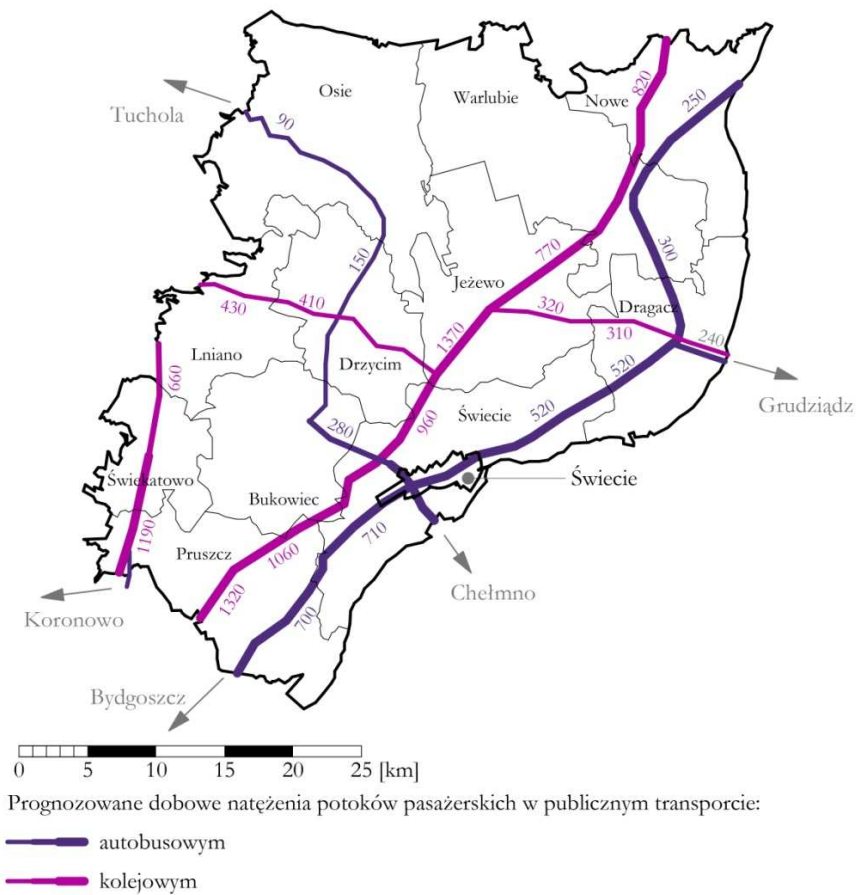 820
Osie
Warlubie
Nowe
250
Tuchola
90
150
770
300
Jeżewo
430
410
320
Dragacz
1370
310
240
Lniano
Drzycim
660
520
Grudziądz
960
Świecie
520
280
Świekatowo
Bukowiec
Świecie
1190
710
Pruszcz
1060
Chełmno
1320
Koronowo
700
Bydgoszcz
0 5 10 15 20 25 [km]
Prognozowane dobowe natężenia potoków pasażerskich w publicznym transporcie:
autobusowym
kolejowym